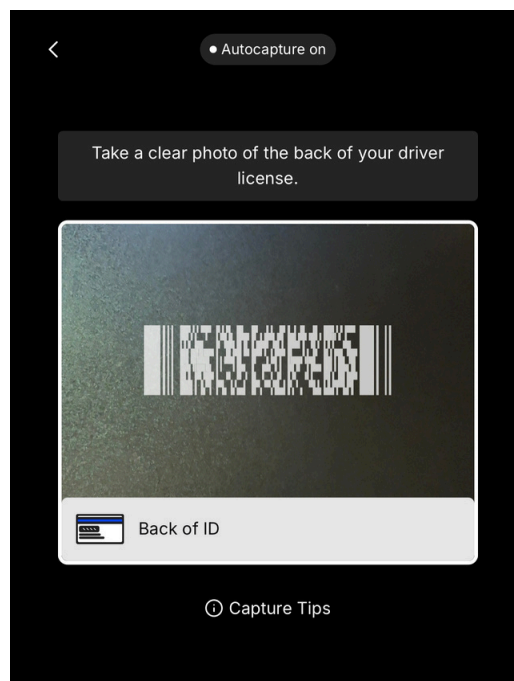 Autocapture on
Take a clear photo of the back of your driver
license.
Back of ID
Capture Tips